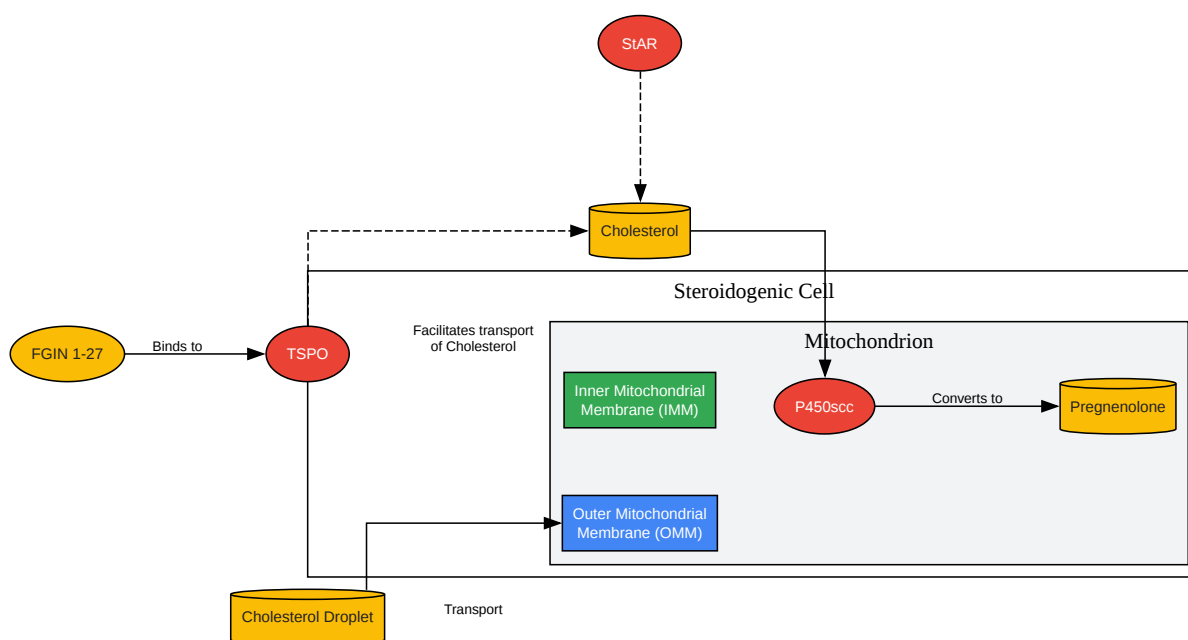 StAR
Cholesterol
Steroidogenic Cell
Facilitates transport
of Cholesterol
Mitochondrion
FGIN 1-27
Binds to
TSPO
Inner Mitochondrial
Membrane (IMM)
P450scc
Converts to
Pregnenolone
Outer Mitochondrial
Membrane (OMM)
Cholesterol Droplet
Transport